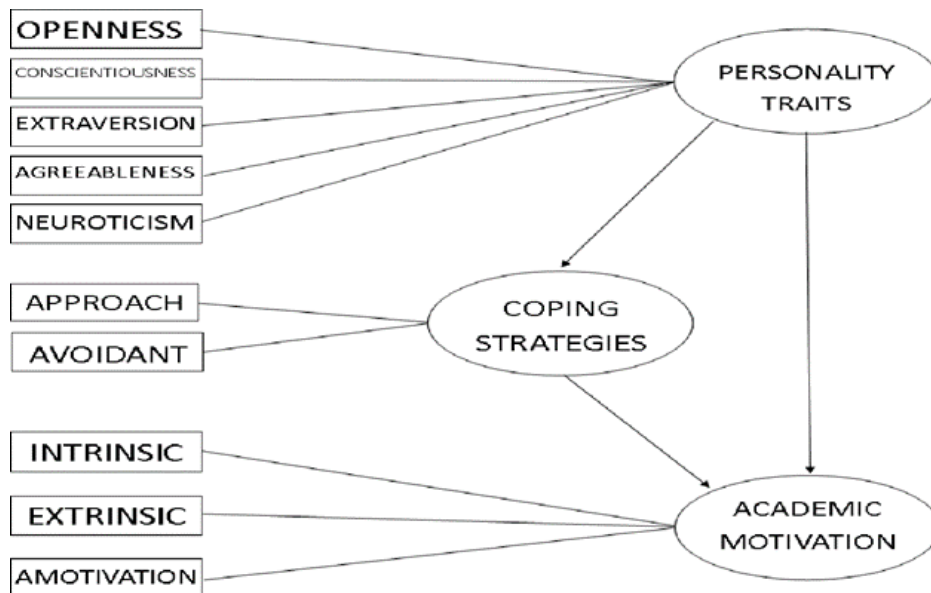 OPENNESS
CONSCIENTIOUSNESS
EXTRAVERSION
AGREEABLENESS
NEUROTICISM
PERSONALITY
TRAITS
APPROACH
AVOIDANT
COPING
STRATEGIES
INTRINSIC
EXTRINSIC
AMOTIVATION
ACADEMIC
MOTIVATION